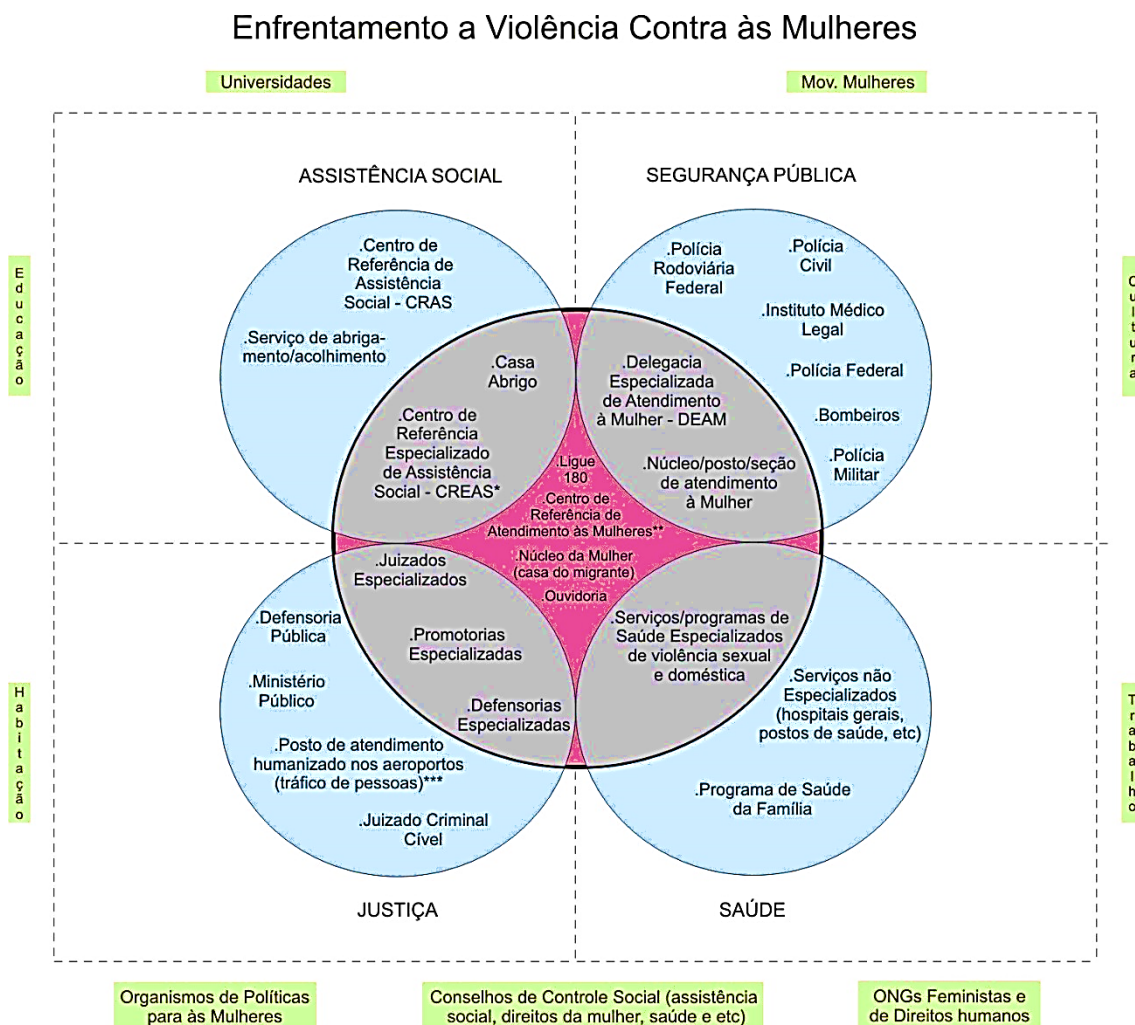 Enfrentamento a Violência Contra às Mulheres
Universidades
Mov. Mulheres
ASSISTÊNCIA SOCIAL
SEGURANÇA PÚBLICA
Educação
Cultura
.Centro de
Referência de
Assistência
Social - CRAS
.Serviço de abriga-
mento/acolhimento
.Casa
Abrigo
.Centro de
Referência
Especializado
de Assistência
Social - CREAS*
.Polícia
Rodoviária
Federal
.Polícia
Civil
.Instituto Médico
Legal
.Polícia Federal
.Bombeiros
.Polícia
Militar
.Delegacia
Especializada
de Atendimento
à Mulher - DEAM
.Núcleo/posto/seção
de atendimento
à Mulher
.Ligue
180
.Centro de
Referência de
Atendimento às Mulheres**
.Núcleo da Mulher
(casa do migrante)
.Ouvidoria
.Juizados
Especializados
.Promotorias
Especializadas
.Defensorias
Especializadas
.Defensoria
Pública
.Ministério
Público
.Posto de atendimento
humanizado nos aeroportos
(tráfico de pessoas)***
.Juizado Criminal
Cível
.Serviços/programas de
Saúde Especializados
de violência sexual
e doméstica
.Serviços não
Especializados
(hospitais gerais,
postos de saúde, etc)
.Programa de Saúde
da Família
Habitação
Trabalho
JUSTIÇA
SAÚDE
Organismos de Políticas
para às Mulheres
Conselhos de Controle Social (assistência
social, direitos da mulher, saúde e etc)
ONGs Feministas e
de Direitos humanos